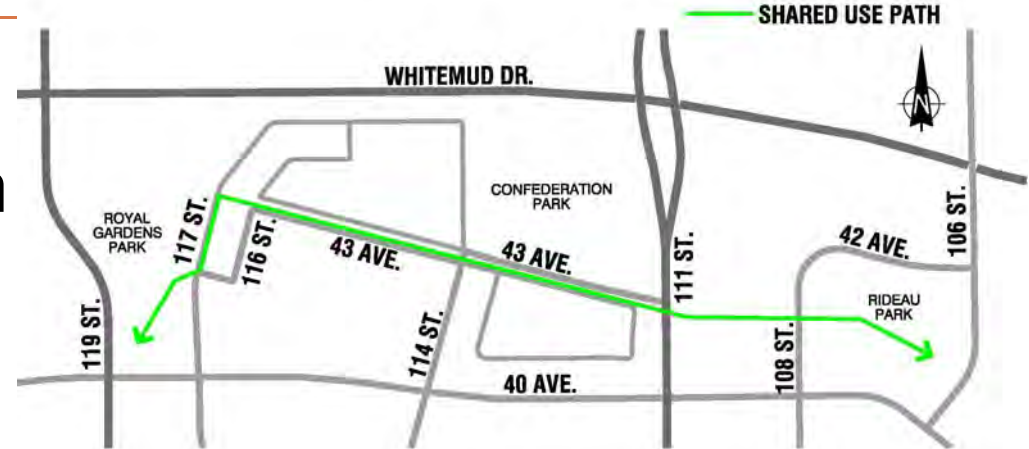 SHARED USE PATH
WHITEMUD DR.
N
CONFEDERATION
PARK
ROYAL
GARDENS
PARK
117 ST.
116 ST.
43 AVE.
43 AVE.
111 ST.
42 AVE.
106 ST.
RIDEAU
PARK
119 ST.
114 ST.
108 ST.
40 AVE.